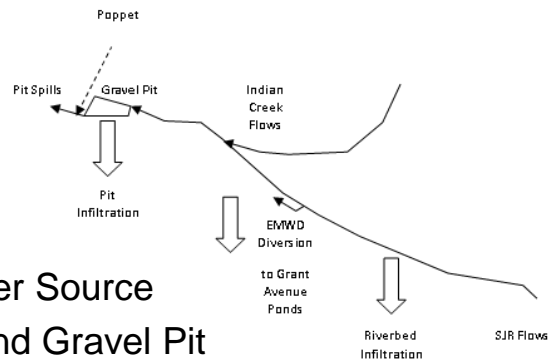 Poppet
Pit Spills
Gravel Pit
Indian
Creek
Flows
Pit
Infiltration
EMWD
Diversion
to Grant
Avenue
Ponds
er Source
nd Gravel Pit
Riverbed
Infiltration
SJR Flows